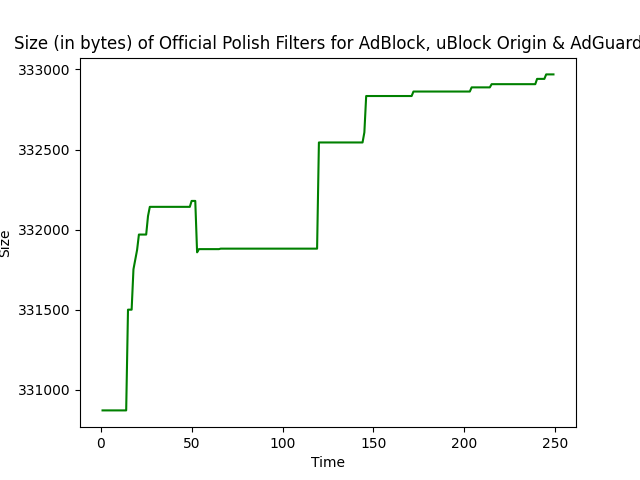 Size (in bytes) of Official Polish Filters for AdBlock, uBlock Origin & AdGuard
333000
332500
332000
331500
331000
Size
0 50 100 150 200 250
Time